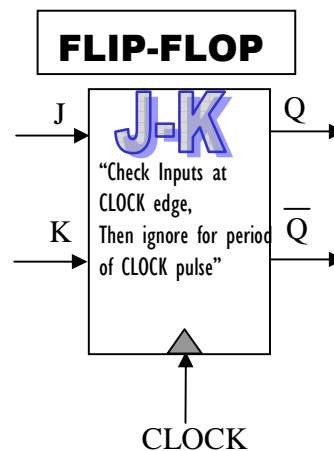 FLIP-FLOP
J-K
J
Q
“Check Inputs at
CLOCK edge,
Then ignore for period
of CLOCK pulse”
K
Q̅
CLOCK